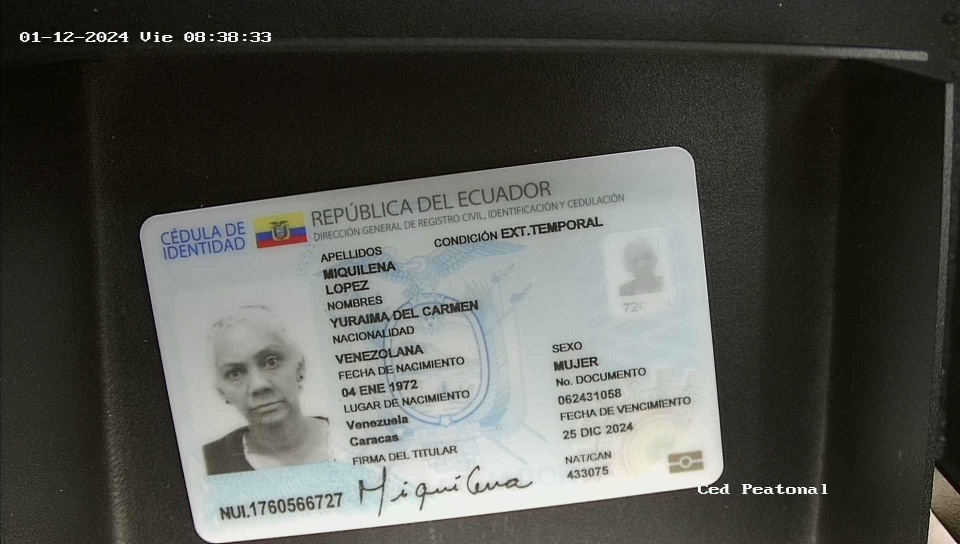 01-12-2024 Vie 08:38:33
CÉDULA DE
IDENTIDAD
REPÚBLICA DEL ECUADOR
DIRECCIÓN GENERAL DE REGISTRO CIVIL, IDENTIFICACIÓN Y CEDULACIÓN
APELLIDOS
CONDICIÓN EXT.TEMPORAL
MIQUILENA
LOPEZ
NOMBRES
YURAIMA DEL CARMEN
NACIONALIDAD
VENEZOLANA
FECHA DE NACIMIENTO
04 ENE 1972
LUGAR DE NACIMIENTO
Venezuela
Caracas
FIRMA DEL TITULAR
SEXO
MUJER
No. DOCUMENTO
062431058
FECHA DE VENCIMIENTO
25 DIC 2024
NAT/CAN
433075
NUI.1760566727
Miquilena
Ced Peatonal